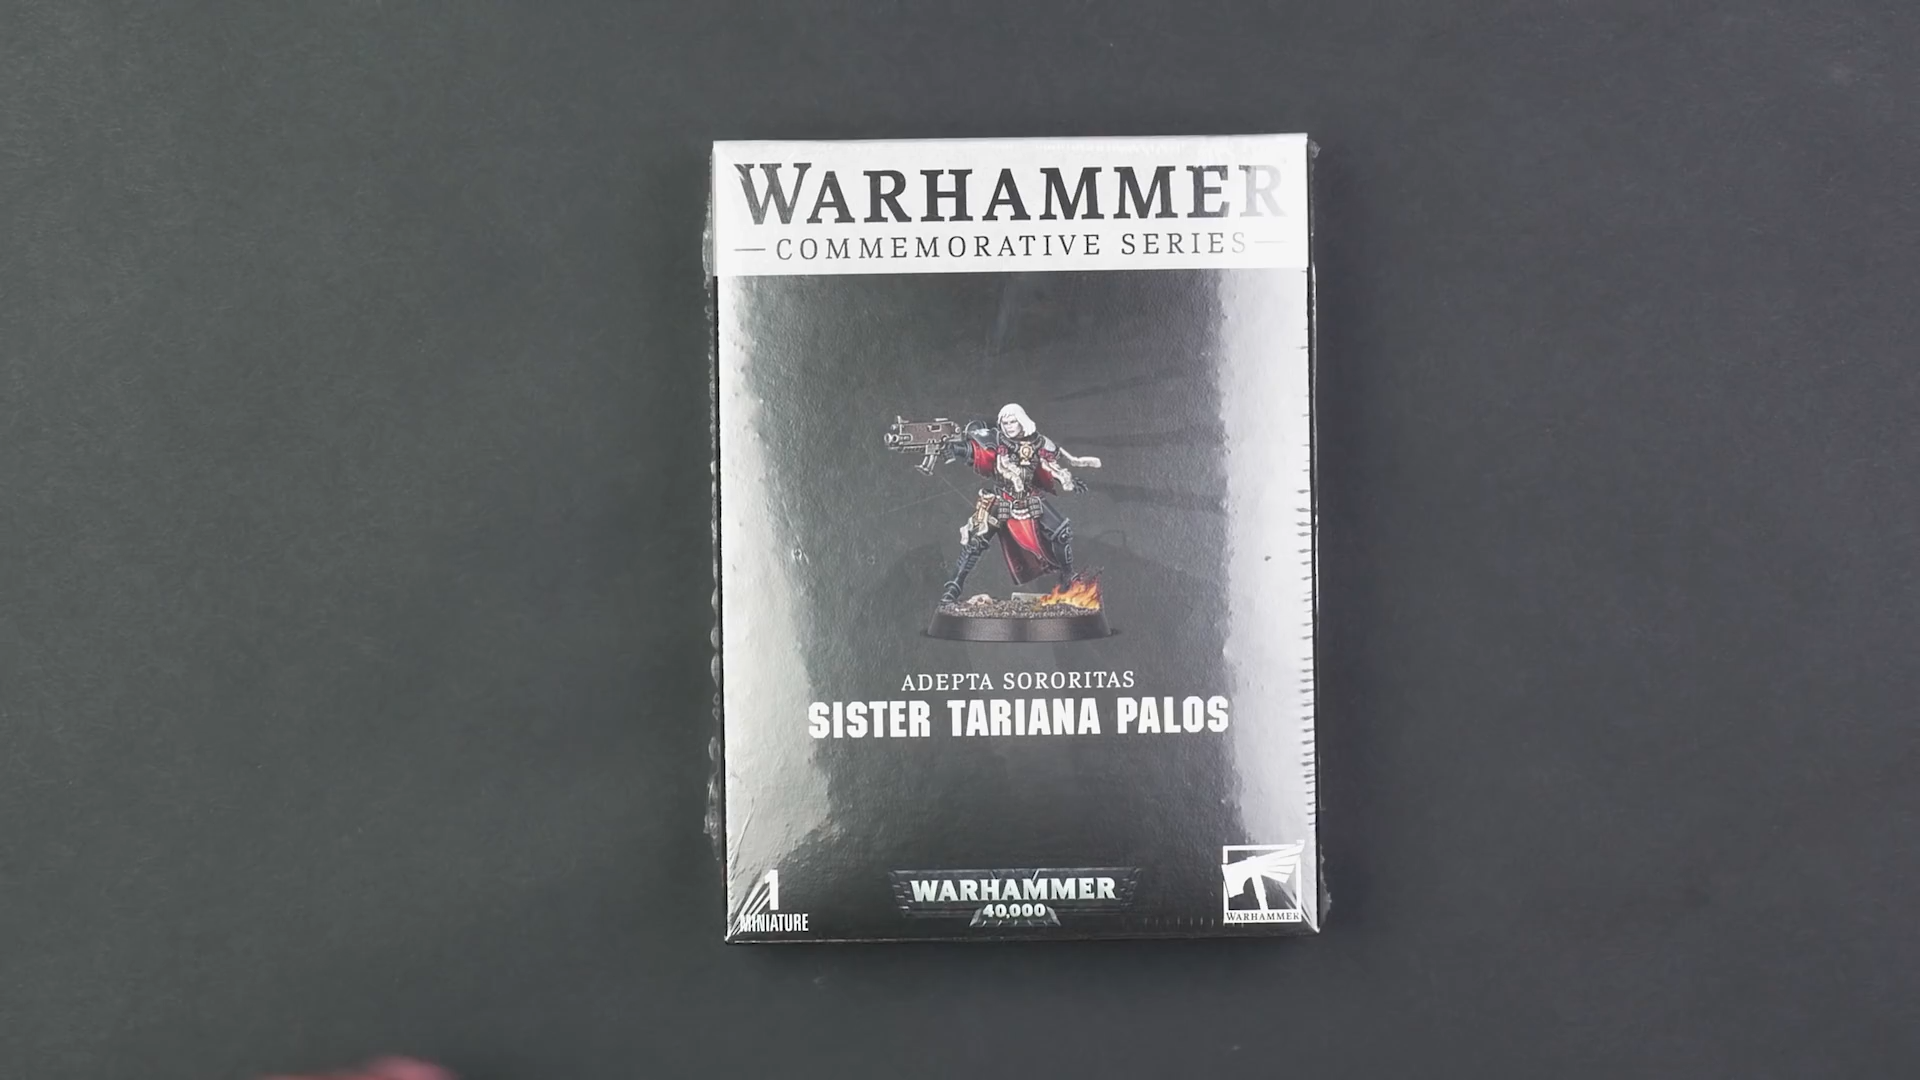 WARHAMMER
COMMEMORATIVE SERIES
ADEPTA SORORITAS
SISTER TARIANA PALOS
1
MINIATURE
WARHAMMER
40,000
WARHAMMER